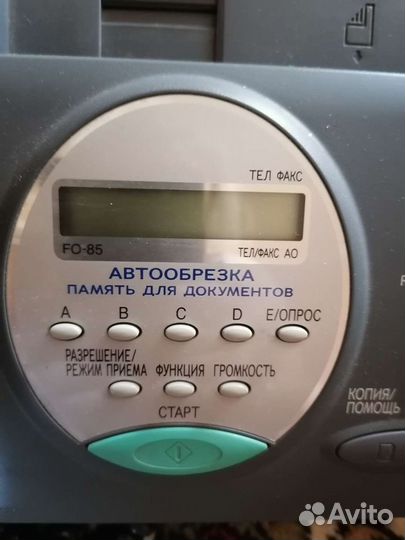 ТЕЛ ФАКС
FO-85
ТЕЛ/ФАКС АО
АВТООБРЕЗКА
ПАМЯТЬ ДЛЯ ДОКУМЕНТОВ
A B C D E/ОПРОС
РАЗРЕШЕНИЕ/
РЕЖИМ ПРИЕМА ФУНКЦИЯ ГРОМКОСТЬ
СТАРТ
КОПИЯ/
ПОМОЩЬ
Avito